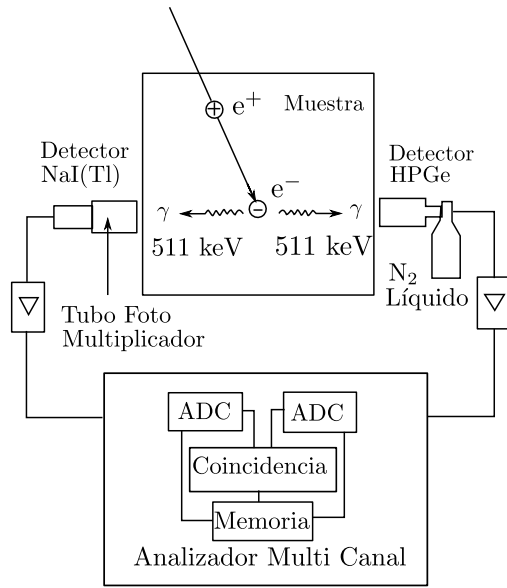 e⁺
Muestra
Detector
NaI(Tl)
Detector
HPGe
e⁻
γ
γ
511 keV
511 keV
N₂
Líquido
Tubo Foto
Multiplicador
ADC
ADC
Coincidencia
Memoria
Analizador Multi Canal